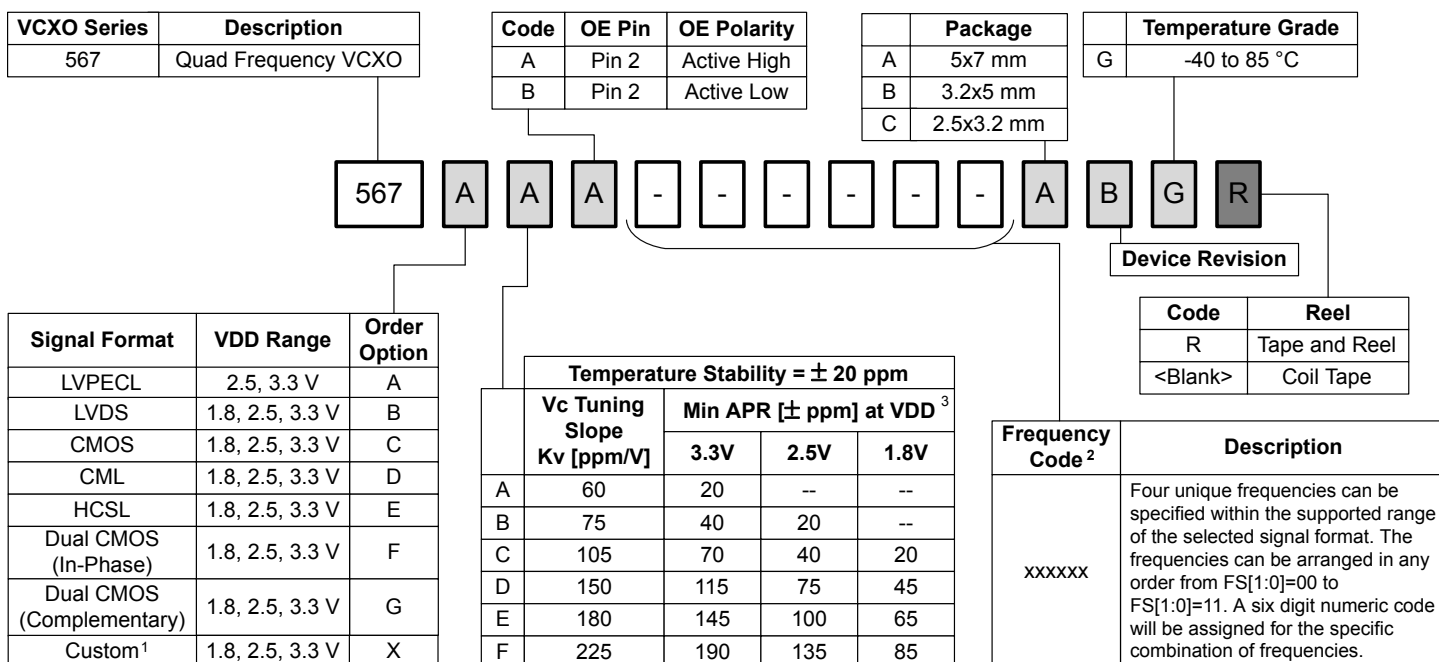 VCXO Series Description
567 Quad Frequency VCXO
Code OE Pin OE Polarity
A Pin 2 Active High
B Pin 2 Active Low
Package
A 5x7 mm
B 3.2x5 mm
C 2.5x3.2 mm
Temperature Grade
G -40 to 85 °C
567 A A A - - - - - - A B G R
Device Revision
Code Reel
R Tape and Reel
<Blank> Coil Tape
Signal Format VDD Range Order
Option
LVPECL 2.5, 3.3 V A
LVDS 1.8, 2.5, 3.3 V B
CMOS 1.8, 2.5, 3.3 V C
CML 1.8, 2.5, 3.3 V D
HCSL 1.8, 2.5, 3.3 V E
Dual CMOS
(In-Phase) 1.8, 2.5, 3.3 V F
Dual CMOS
(Complementary) 1.8, 2.5, 3.3 V G
Custom1 1.8, 2.5, 3.3 V X
Temperature Stability = ± 20 ppm
Vc Tuning
Slope
Kv [ppm/V]
Min APR [± ppm] at VDD 3
3.3V 2.5V 1.8V
A 60 20 -- --
B 75 40 20 --
C 105 70 40 20
D 150 115 75 45
E 180 145 100 65
F 225 190 135 85
Frequency
Code 2
Description
xxxxxx
Four unique frequencies can be
specified within the supported range
of the selected signal format. The
frequencies can be arranged in any
order from FS[1:0]=00 to
FS[1:0]=11. A six digit numeric code
will be assigned for the specific
combination of frequencies.